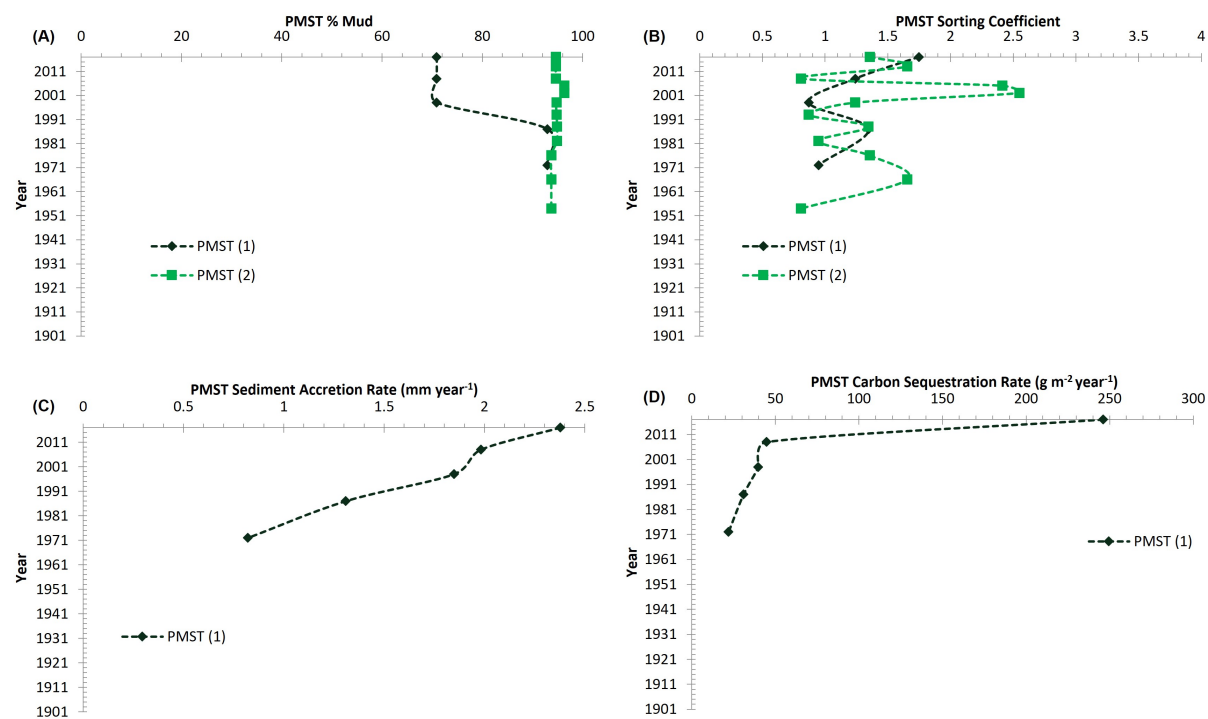 PMST % Mud
(A)
0 20 40 60 80 100
2011
2001
1991
1981
1971
1961
1951
1941
1931
1921
1911
1901
Year
PMST (1)
PMST (2)
PMST Sorting Coefficient
(B)
0 0.5 1 1.5 2 2.5 3 3.5 4
2011
2001
1991
1981
1971
1961
1951
1941
1931
1921
1911
1901
Year
PMST (1)
PMST (2)
PMST Sediment Accretion Rate (mm year⁻¹)
(C)
0 0.5 1 1.5 2 2.5
2011
2001
1991
1981
1971
1961
1951
1941
1931
1921
1911
1901
Year
PMST (1)
PMST Carbon Sequestration Rate (g m⁻² year⁻¹)
(D)
0 50 100 150 200 250 300
2011
2001
1991
1981
1971
1961
1951
1941
1931
1921
1911
1901
Year
PMST (1)